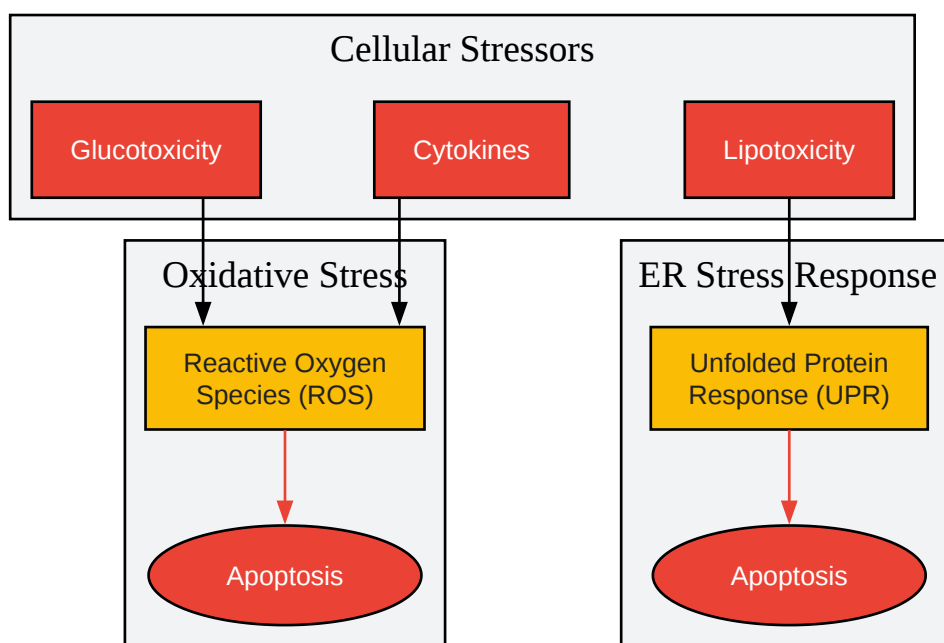 Cellular Stressors
Glucotoxicity
Cytokines
Lipotoxicity
Oxidative Stress
ER Stress Response
Reactive Oxygen
Species (ROS)
Unfolded Protein
Response (UPR)
Apoptosis
Apoptosis